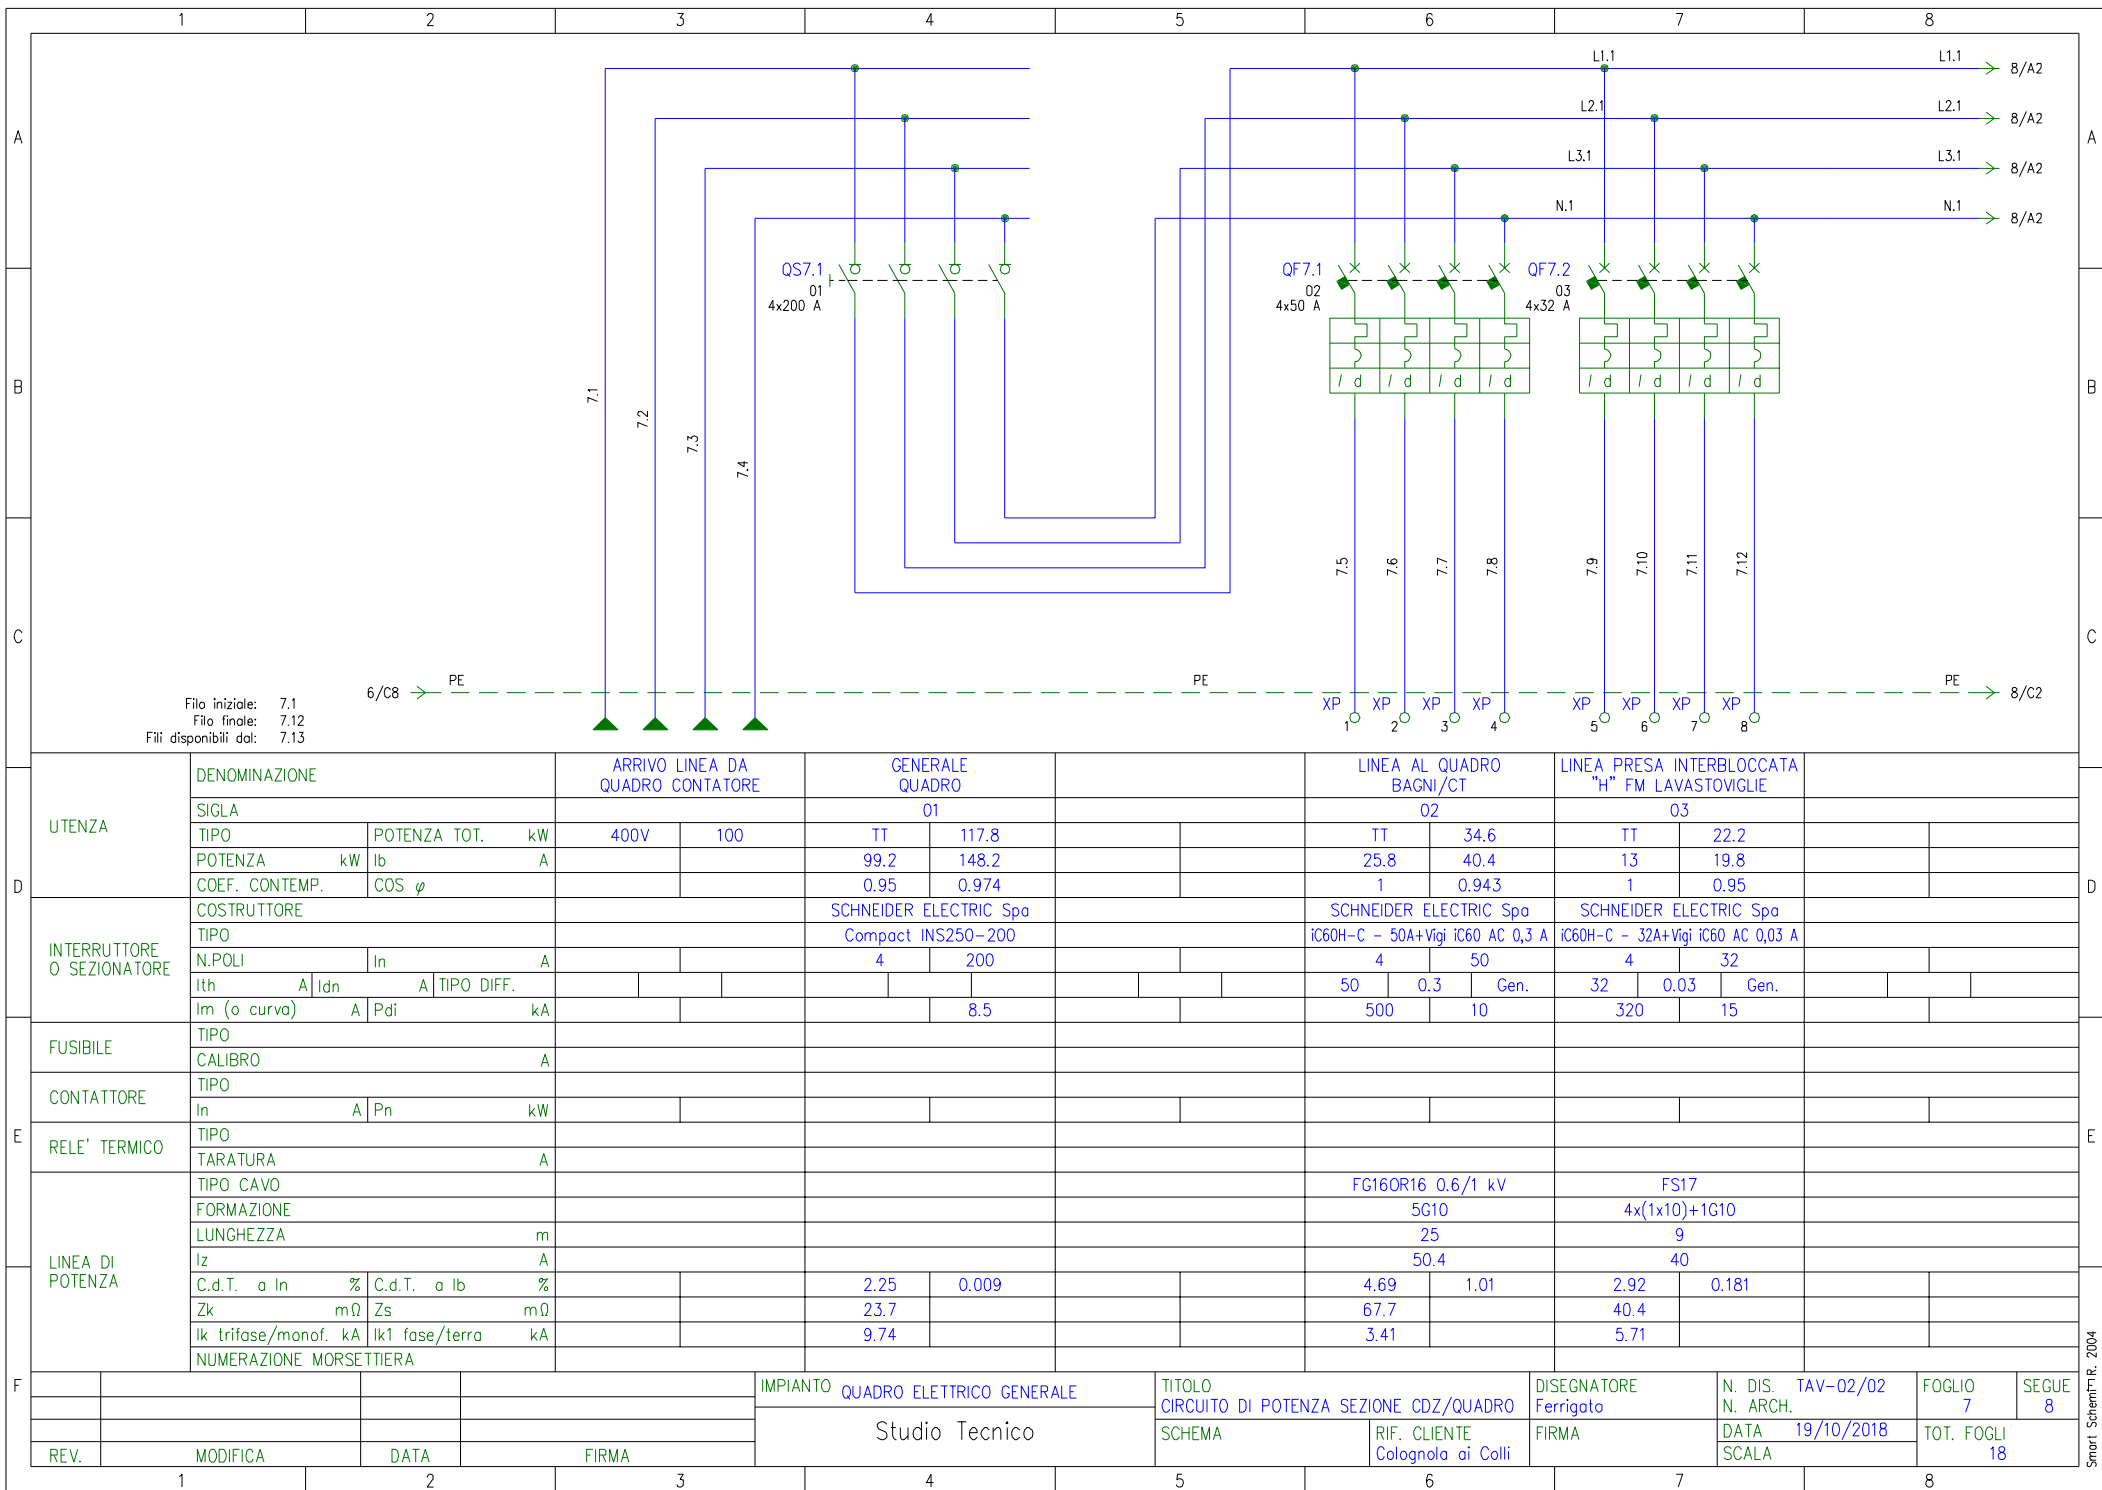 1 2 3 4 5 6 7 8
L1.1 L1.1 8/A2
L2.1 L2.1 8/A2
A A
L3.1 L3.1 8/A2
N.1 N.1 8/A2
QS7.1 QF7.1 QF7.2
01 02 03
4x200 A 4x50 A 4x32 A
B B
I d I d I d I d I d I d I d I d
7.1 7.2 7.3 7.4
7.5 7.6 7.7 7.8 7.9 7.10 7.11 7.12
C C
6/C8 PE PE PE 8/C2
Filo iniziale: 7.1
Filo finale: 7.12
Fili disponibili dal: 7.13
XP XP XP XP XP XP XP XP
1 2 3 4 5 6 7 8
UTENZA
DENOMINAZIONE ARRIVO LINEA DA QUADRO CONTATORE GENERALE QUADRO LINEA AL QUADRO BAGNI/CT LINEA PRESA INTERBLOCCATA "H" FM LAVASTOVIGLIE
SIGLA 01 02 03
TIPO POTENZA TOT. kW 400V 100 TT 117.8 TT 34.6 TT 22.2
POTENZA kW Ib A 99.2 148.2 25.8 40.4 13 19.8
D COEF. CONTEMP. COS φ 0.95 0.974 1 0.943 1 0.95 D
INTERRUTTORE O SEZIONATORE
COSTRUTTORE SCHNEIDER ELECTRIC Spa SCHNEIDER ELECTRIC Spa SCHNEIDER ELECTRIC Spa
TIPO Compact INS250-200 iC60H-C - 50A+Vigi iC60 AC 0,3 A iC60H-C - 32A+Vigi iC60 AC 0,03 A
N.POLI In A 4 200 4 50 4 32
Ith A Idn A TIPO DIFF. 50 0.3 Gen. 32 0.03 Gen.
Im (o curva) A Pdi kA 8.5 500 10 320 15
FUSIBILE
TIPO
CALIBRO A
CONTATTORE
TIPO
In A Pn kW
E E
RELE' TERMICO
TIPO
TARATURA A
LINEA DI POTENZA
TIPO CAVO FG16OR16 0.6/1 kV FS17
FORMAZIONE 5G10 4x(1x10)+1G10
LUNGHEZZA m 25 9
Iz A 50.4 40
C.d.T. a In % C.d.T. a Ib % 2.25 0.009 4.69 1.01 2.92 0.181
Zk mΩ Zs mΩ 23.7 67.7 40.4
Ik trifase/monof. kA Ik1 fase/terra kA 9.74 3.41 5.71
NUMERAZIONE MORSETTIERA
F
REV. MODIFICA DATA FIRMA
IMPIANTO QUADRO ELETTRICO GENERALE
Studio Tecnico
TITOLO
CIRCUITO DI POTENZA SEZIONE CDZ/QUADRO
SCHEMA
RIF. CLIENTE
Colognola ai Colli
DISEGNATORE
Ferrigato
FIRMA
N. DIS. TAV-02/02
N. ARCH.
DATA 19/10/2018
SCALA
FOGLIO
7
SEGUE
8
TOT. FOGLI
18
R. 2004
1 2 3 4 5 6 7 8